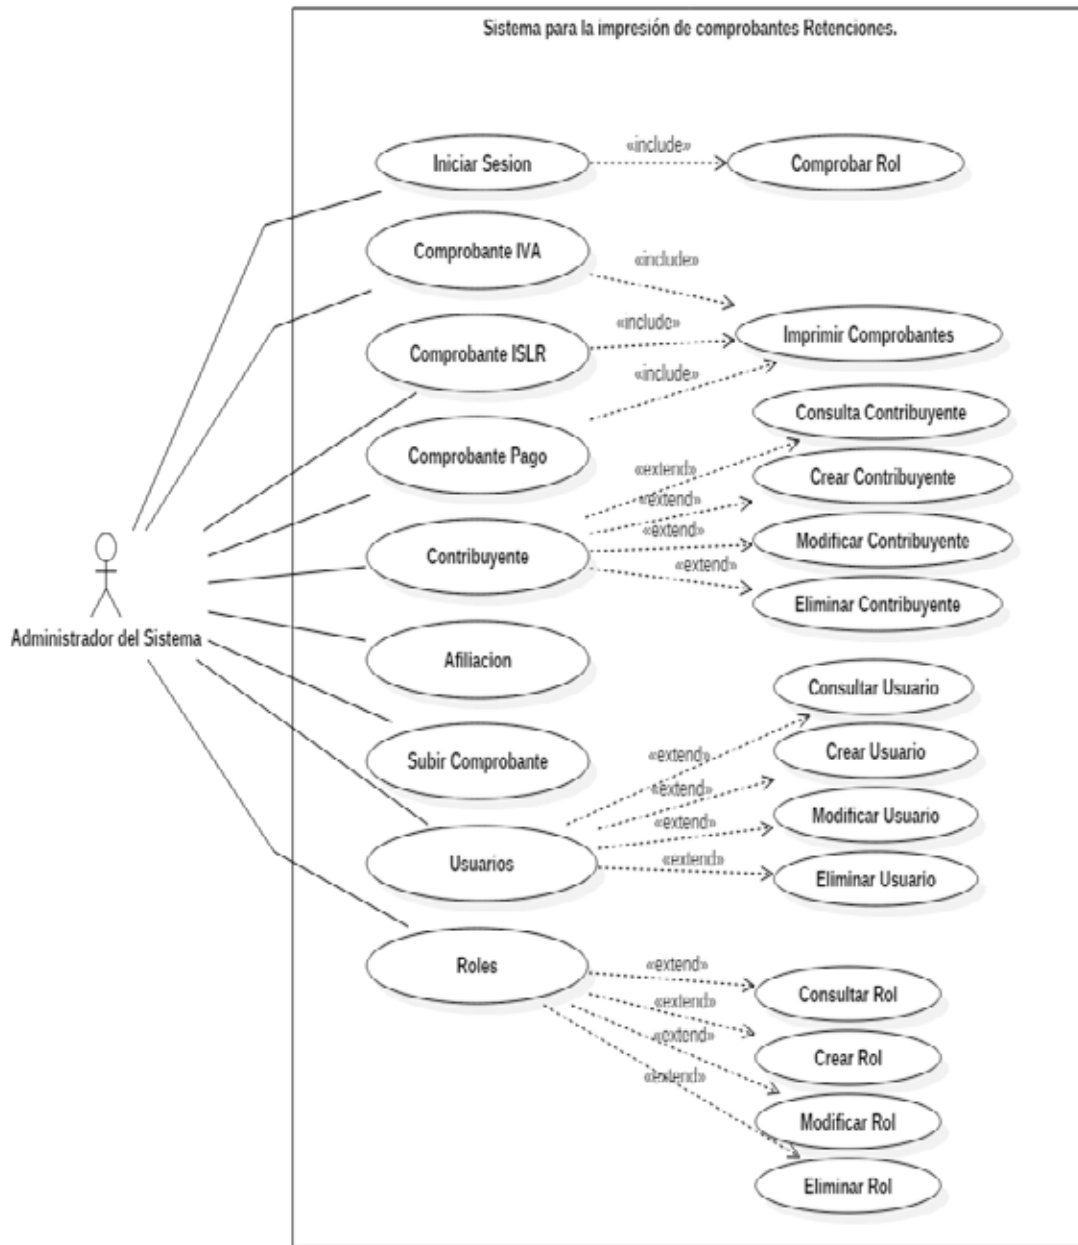 Sistema para la impresión de comprobantes Retenciones.
Iniciar Sesion
«include»
Comprobar Rol
Comprobante IVA
«include»
Comprobante ISLR
«include»
Imprimir Comprobantes
Comprobante Pago
«include»
Contribuyente
«extend»
Consulta Contribuyente
«extend»
Crear Contribuyente
«extend»
Modificar Contribuyente
«extend»
Eliminar Contribuyente
Administrador del Sistema
Afiliacion
Subir Comprobante
Usuarios
«extend»
Consultar Usuario
«extend»
Crear Usuario
«extend»
Modificar Usuario
«extend»
Eliminar Usuario
Roles
«extend»
Consultar Rol
«extend»
Crear Rol
«extend»
Modificar Rol
«extend»
Eliminar Rol